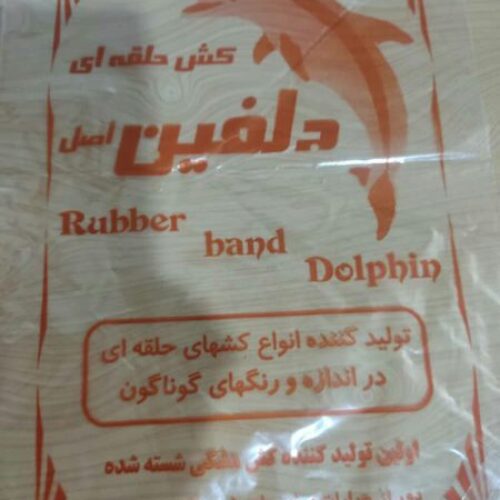 کش حلقه ای
دلفین اصل
Rubber band Dolphin
تولید کننده انواع کشهای حلقه ای
در اندازه و رنگهای گوناگون
اولین تولید کننده کش مشکی شسته شده